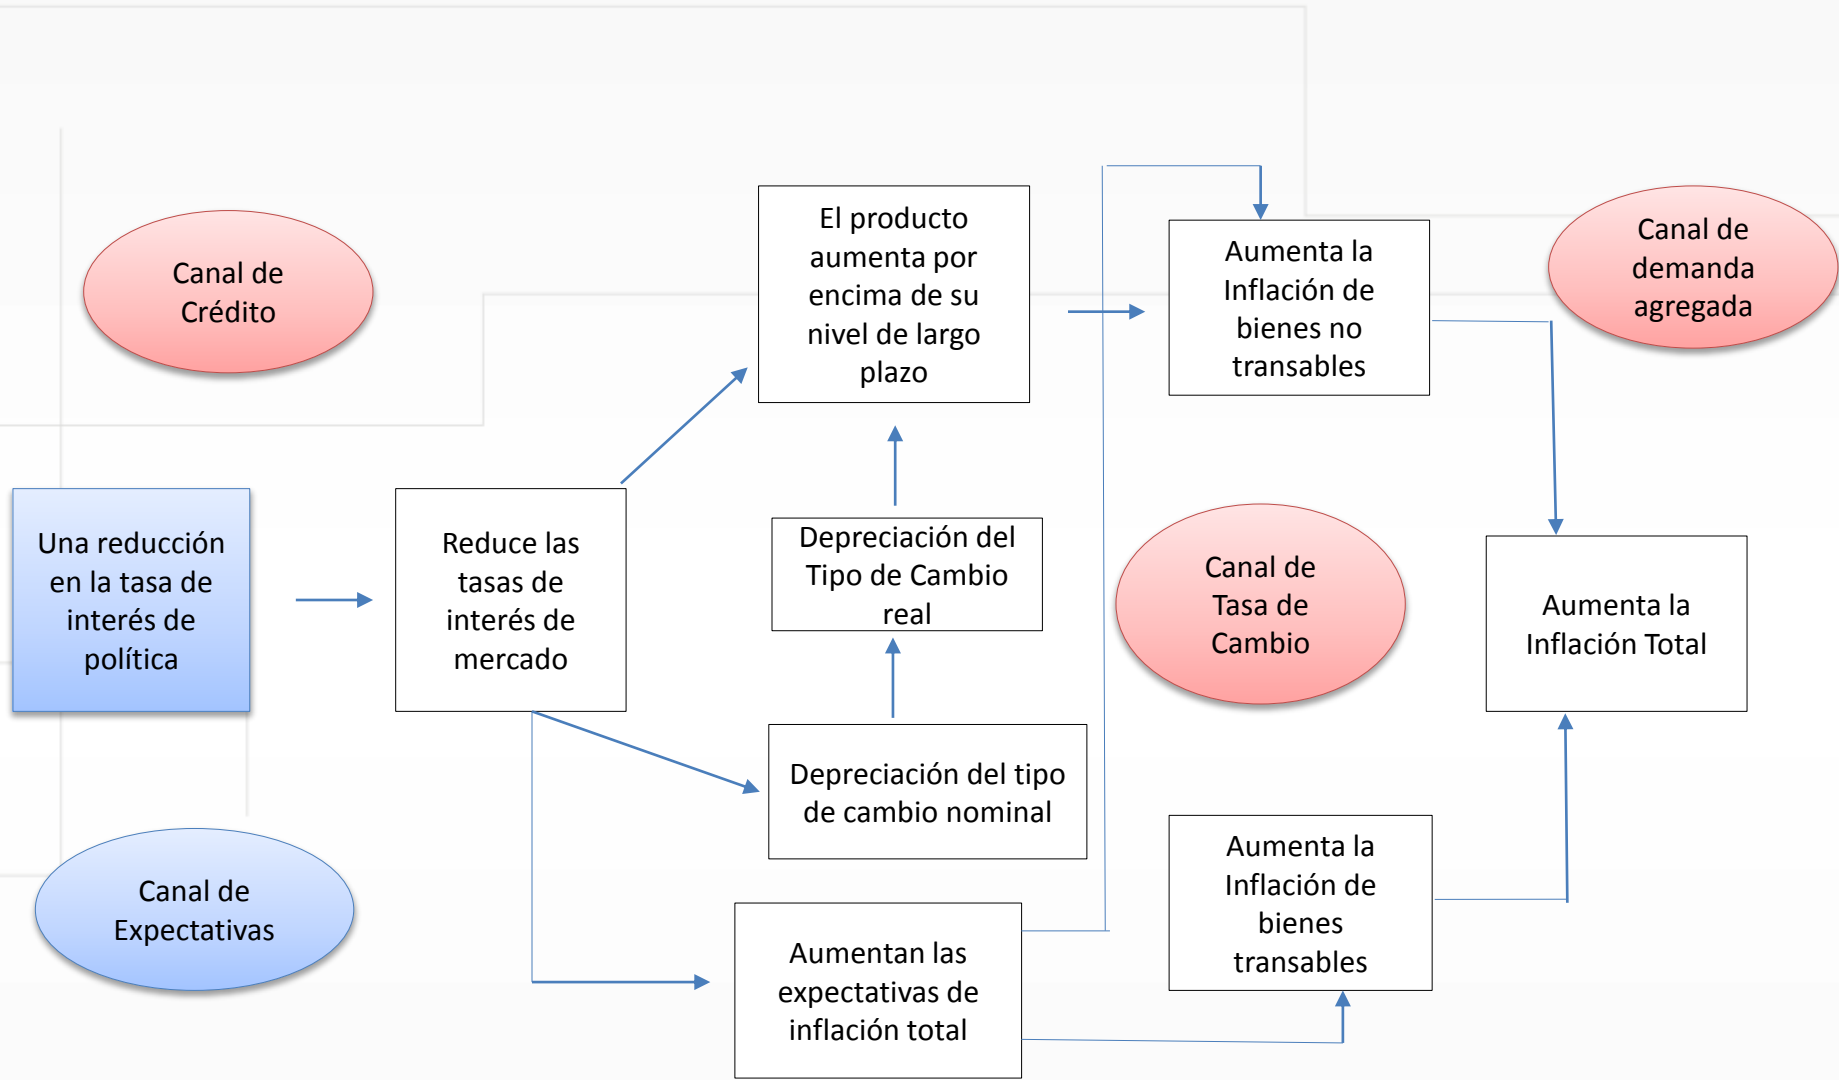 Canal de
Crédito
El producto
aumenta por
encima de su
nivel de largo
plazo
Aumenta la
Inflación de
bienes no
transables
Canal de
demanda
agregada
Una reducción
en la tasa de
interés de
política
Reduce las
tasas de
interés de
mercado
Depreciación del
Tipo de Cambio
real
Canal de
Tasa de
Cambio
Aumenta la
Inflación Total
Depreciación del tipo
de cambio nominal
Canal de
Expectativas
Aumentan las
expectativas de
inflación total
Aumenta la
Inflación de
bienes
transables